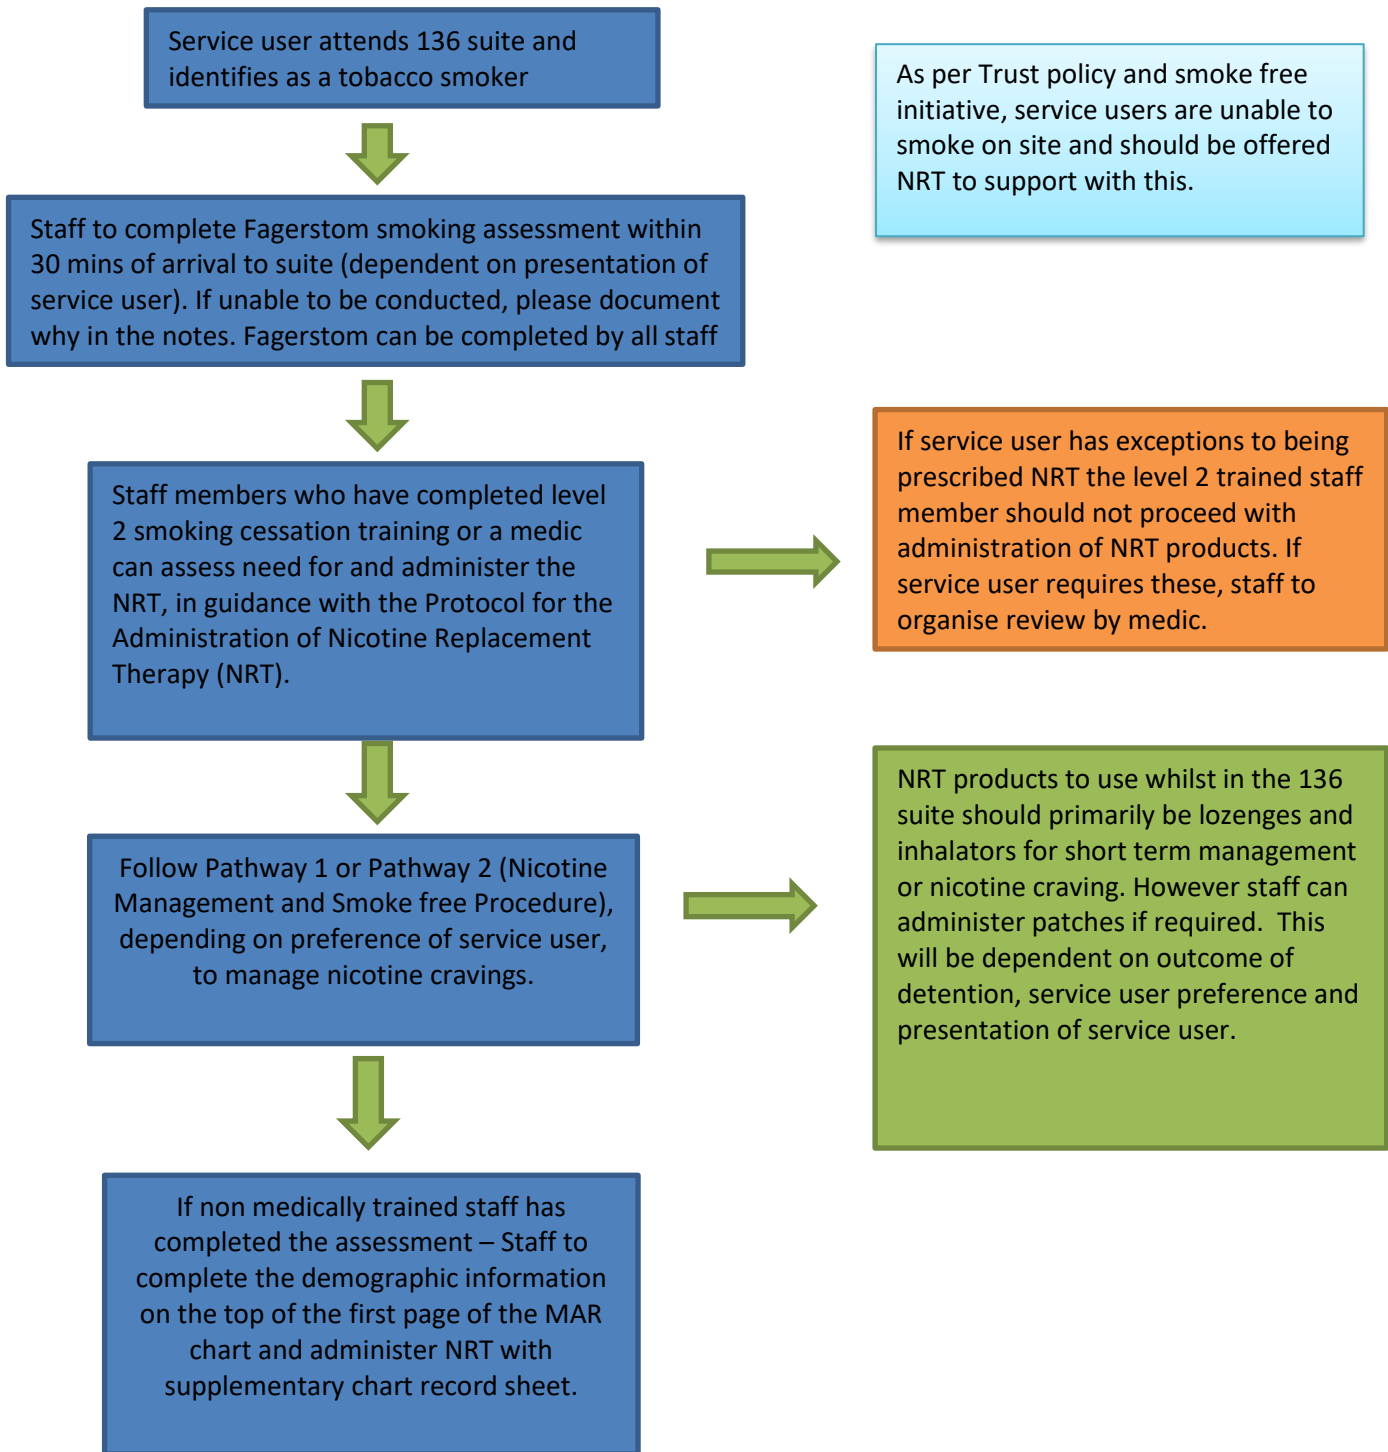 Service user attends 136 suite and
identifies as a tobacco smoker
As per Trust policy and smoke free
initiative, service users are unable to
smoke on site and should be offered
NRT to support with this.
Staff to complete Fagerstom smoking assessment within
30 mins of arrival to suite (dependent on presentation of
service user). If unable to be conducted, please document
why in the notes. Fagerstom can be completed by all staff
Staff members who have completed level
2 smoking cessation training or a medic
can assess need for and administer the
NRT, in guidance with the Protocol for the
Administration of Nicotine Replacement
Therapy (NRT).
If service user has exceptions to being
prescribed NRT the level 2 trained staff
member should not proceed with
administration of NRT products. If
service user requires these, staff to
organise review by medic.
Follow Pathway 1 or Pathway 2 (Nicotine
Management and Smoke free Procedure),
depending on preference of service user,
to manage nicotine cravings.
NRT products to use whilst in the 136
suite should primarily be lozenges and
inhalators for short term management
or nicotine craving. However staff can
administer patches if required.  This
will be dependent on outcome of
detention, service user preference and
presentation of service user.
If non medically trained staff has
completed the assessment – Staff to
complete the demographic information
on the top of the first page of the MAR
chart and administer NRT with
supplementary chart record sheet.